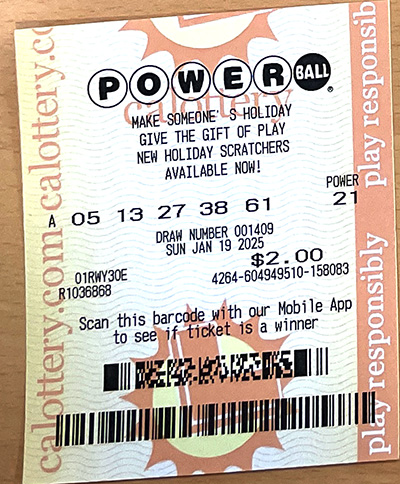 POWERBALL
MAKE SOMEONE' S HOLIDAY
GIVE THE GIFT OF PLAY
NEW HOLIDAY SCRATCHERS
AVAILABLE NOW!
POWER
A 05 13 27 38 61 21
DRAW NUMBER 001409
SUN JAN 19 2025
$2.00
01RWY30E 4264-604949510-158083
R1036868
Scan this barcode with our Mobile App
to see if ticket is a winner
calottery.com
calottery.c
calottery
play responsib
play responsibly